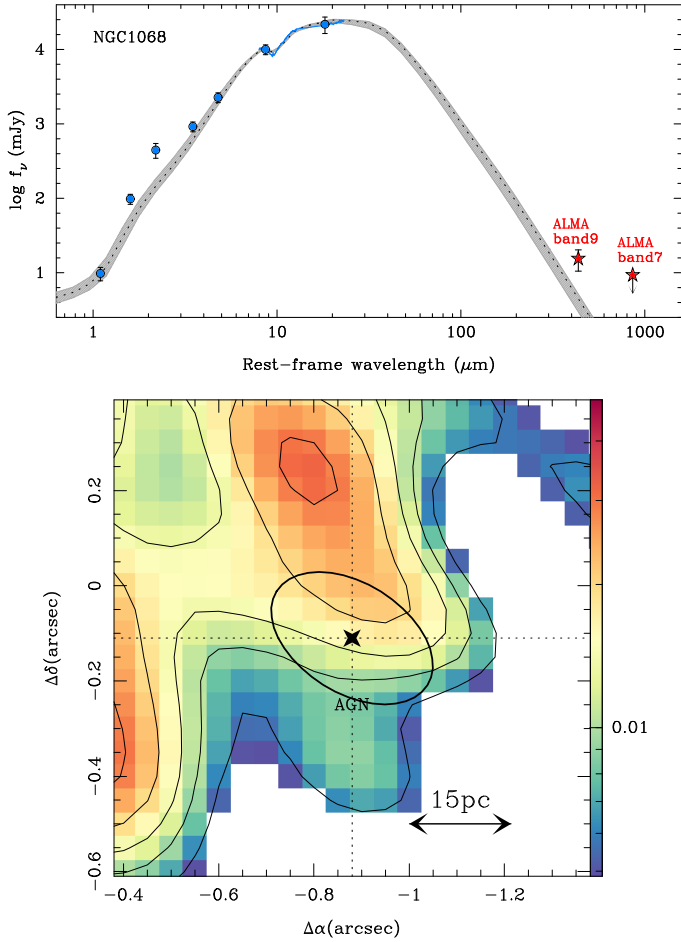 NGC1068
log fν (mJy)
4
3
2
1
ALMA
band9
ALMA
band7
1
10
100
1000
Rest-frame wavelength (μm)
Δδ(arcsec)
0.2
0
−0.2
−0.4
−0.6
AGN
15pc
0.01
−0.4
−0.6
−0.8
−1
−1.2
Δα(arcsec)